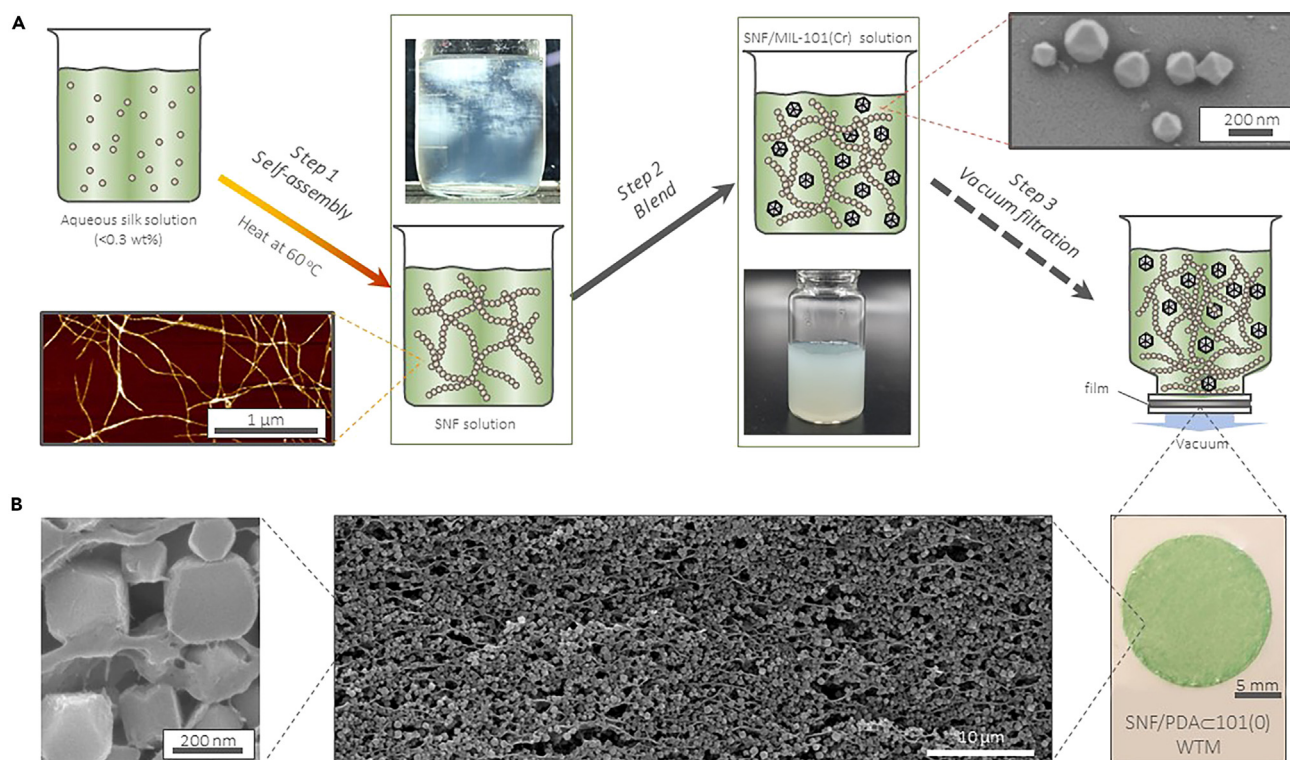 A
Aqueous silk solution
(<0.3 wt%)
Step 1
Self-assembly
Heat at 60 °C
1 µm
SNF solution
Step 2
Blend
SNF/MIL-101(Cr) solution
200 nm
Step 3
Vacuum filtration
film
Vacuum
B
200 nm
10 µm
5 mm
SNF/PDA⊂101(0)
WTM